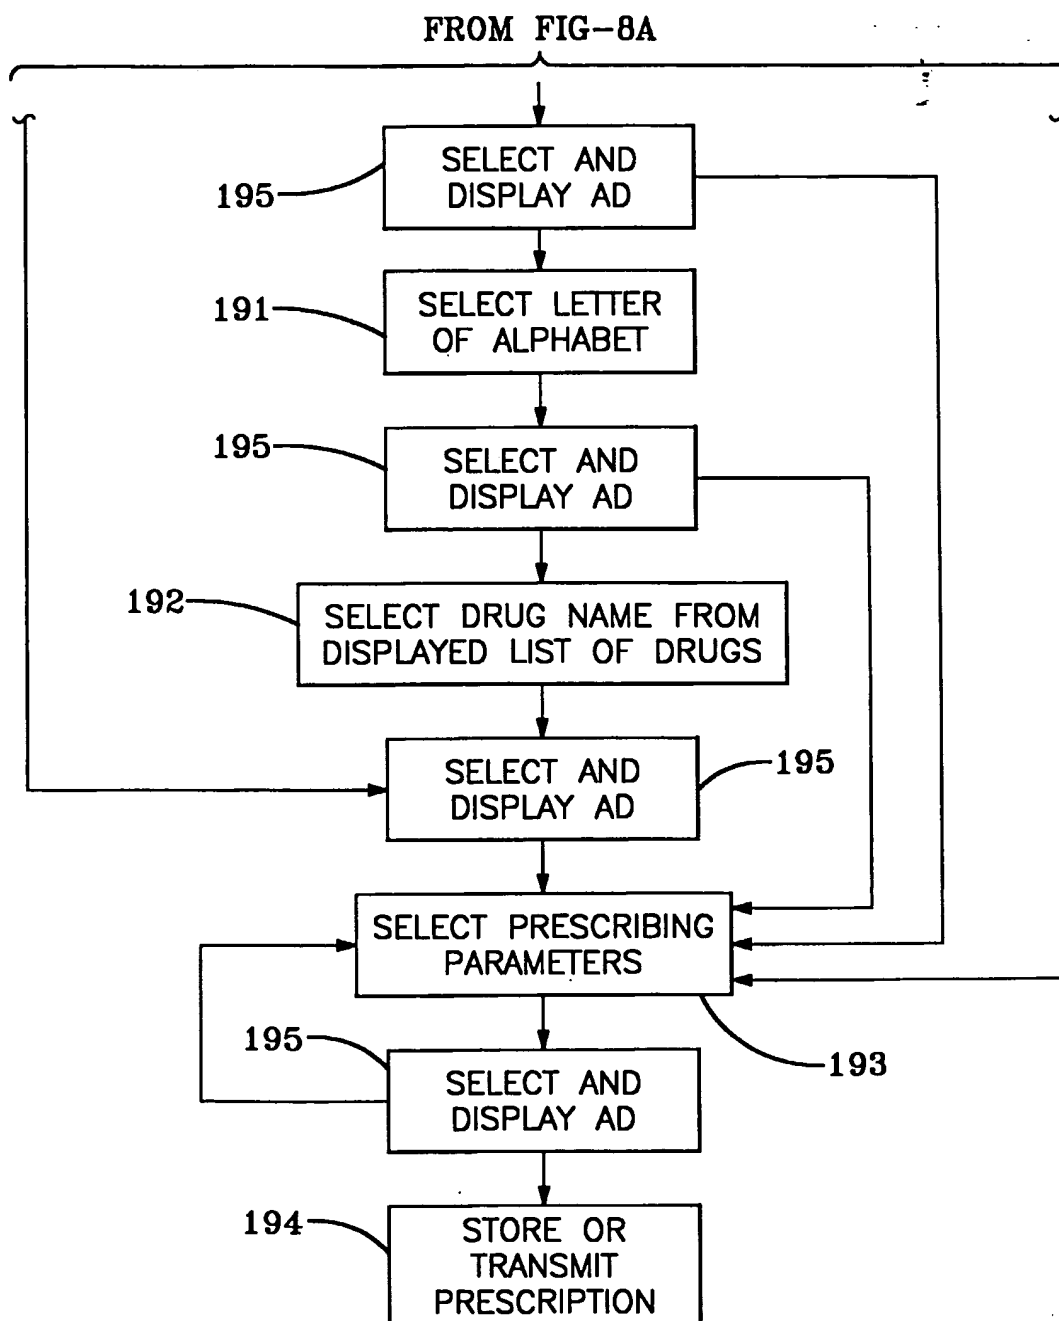 FROM FIG-8A
195
SELECT AND
DISPLAY AD
191
SELECT LETTER
OF ALPHABET
195
SELECT AND
DISPLAY AD
192
SELECT DRUG NAME FROM
DISPLAYED LIST OF DRUGS
SELECT AND
DISPLAY AD
195
SELECT PRESCRIBING
PARAMETERS
193
195
SELECT AND
DISPLAY AD
194
STORE OR
TRANSMIT
PRESCRIPTION